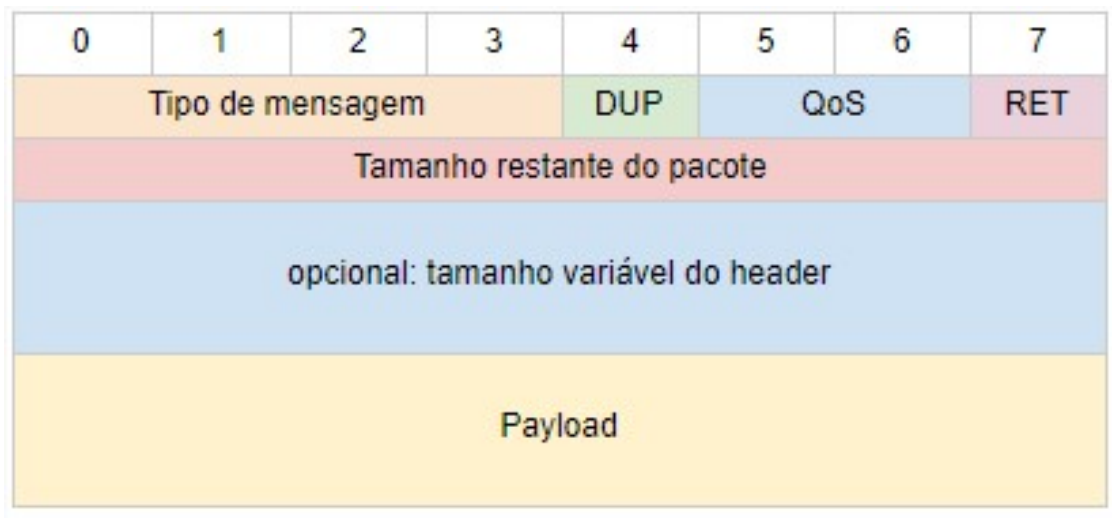 0 1 2 3 4 5 6 7
Tipo de mensagem DUP QoS RET
Tamanho restante do pacote
opcional: tamanho variável do header
Payload